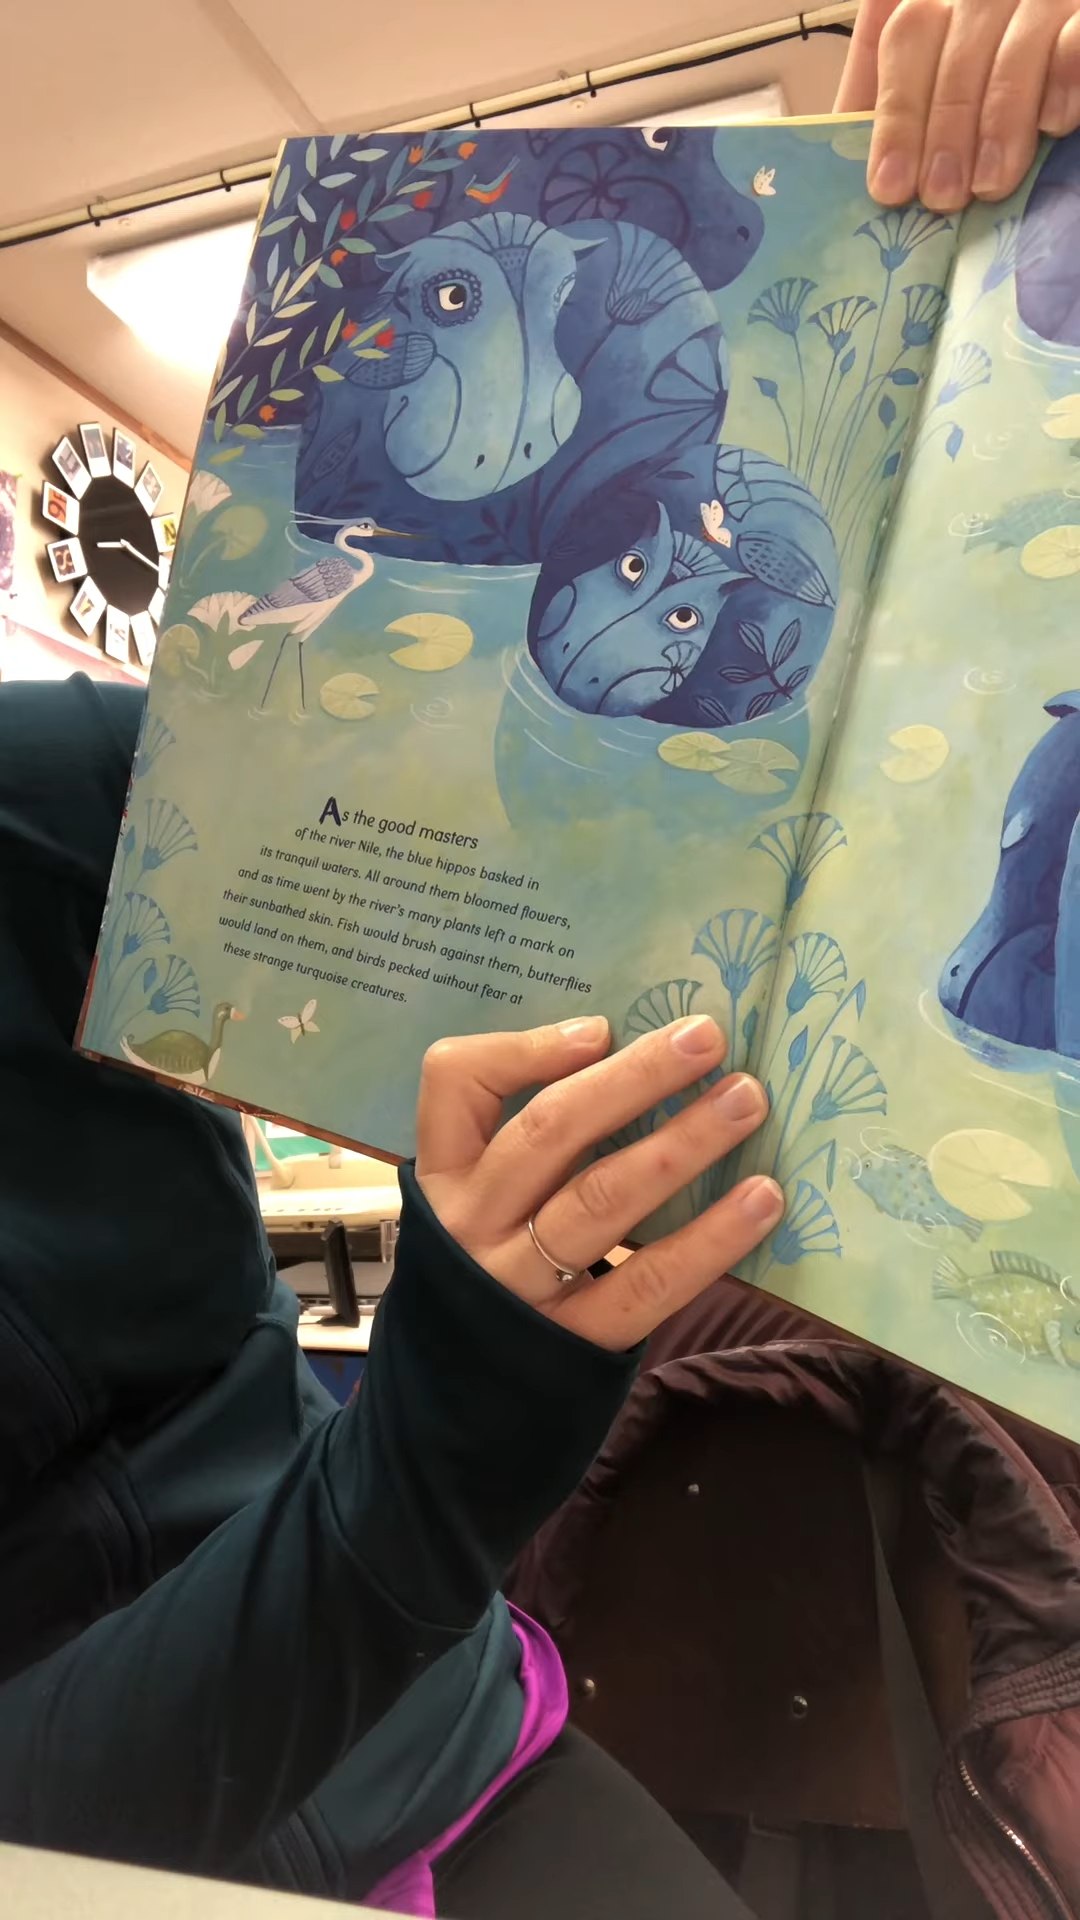 As the good masters
of the river Nile, the blue hippos basked in
its tranquil waters. All around them bloomed flowers,
and as time went by the river's many plants left a mark on
their sunbathed skin. Fish would brush against them, butterflies
would land on them, and birds pecked without fear at
these strange turquoise creatures.